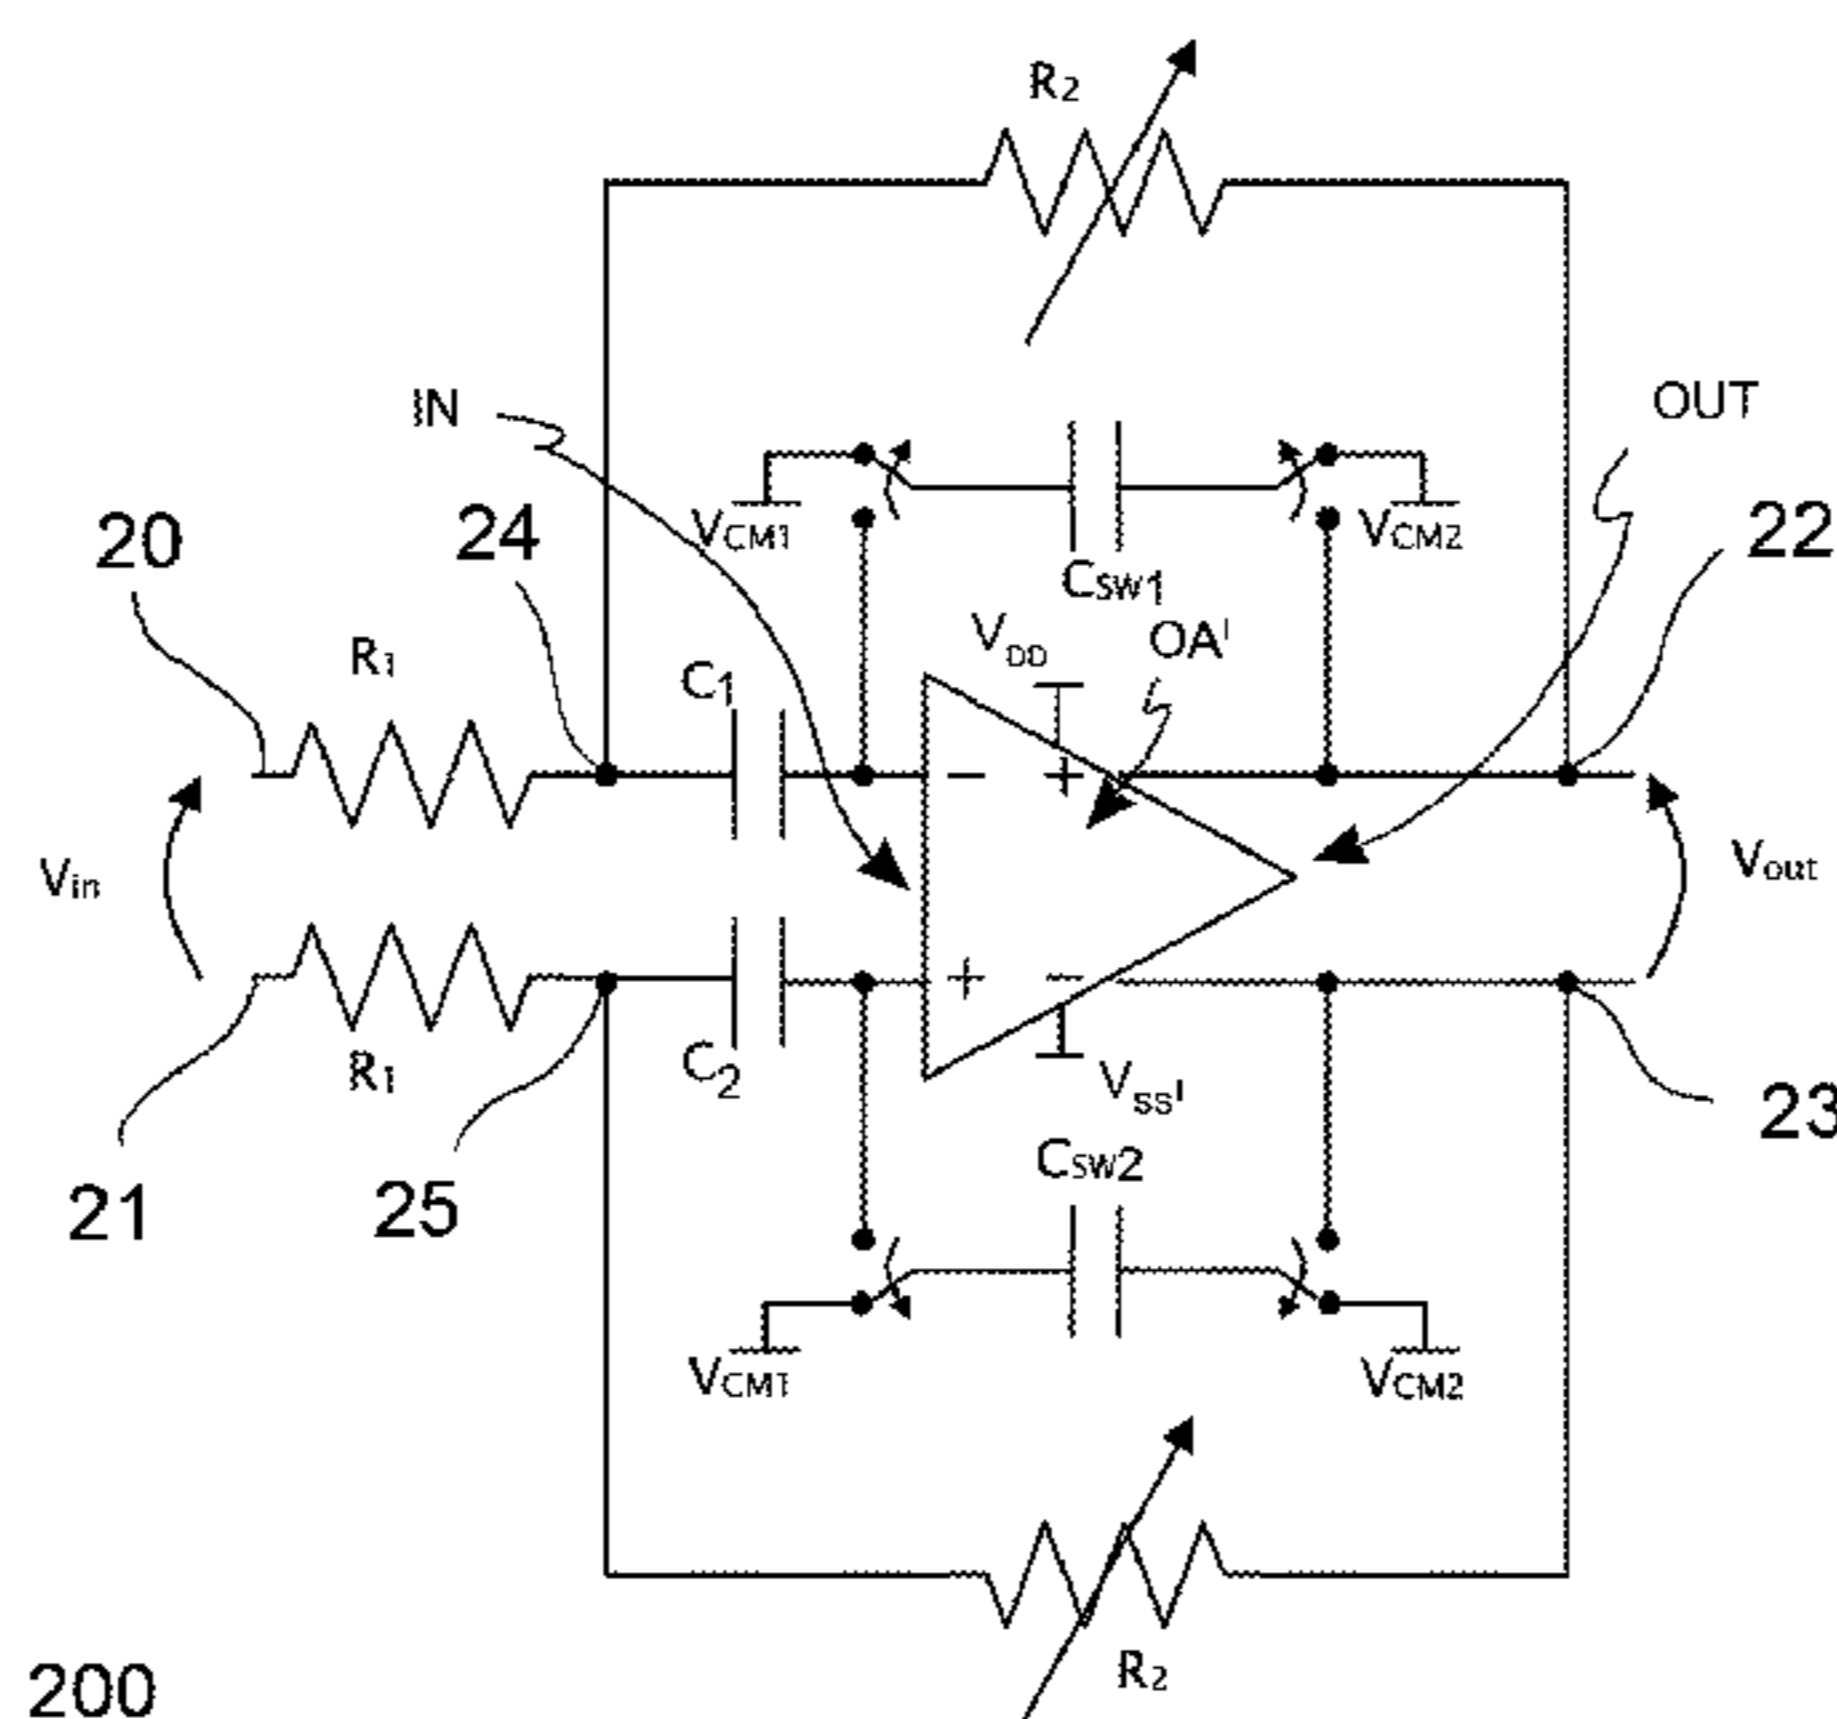 R2
IN
OUT
VCM1
VCM2
20
24
22
CSW1
VDD
OA'
R1
C1
- +
Vin
Vout
+ -
R1
C2
Vss'
23
21
25
CSW2
VCM1
VCM2
R2
200